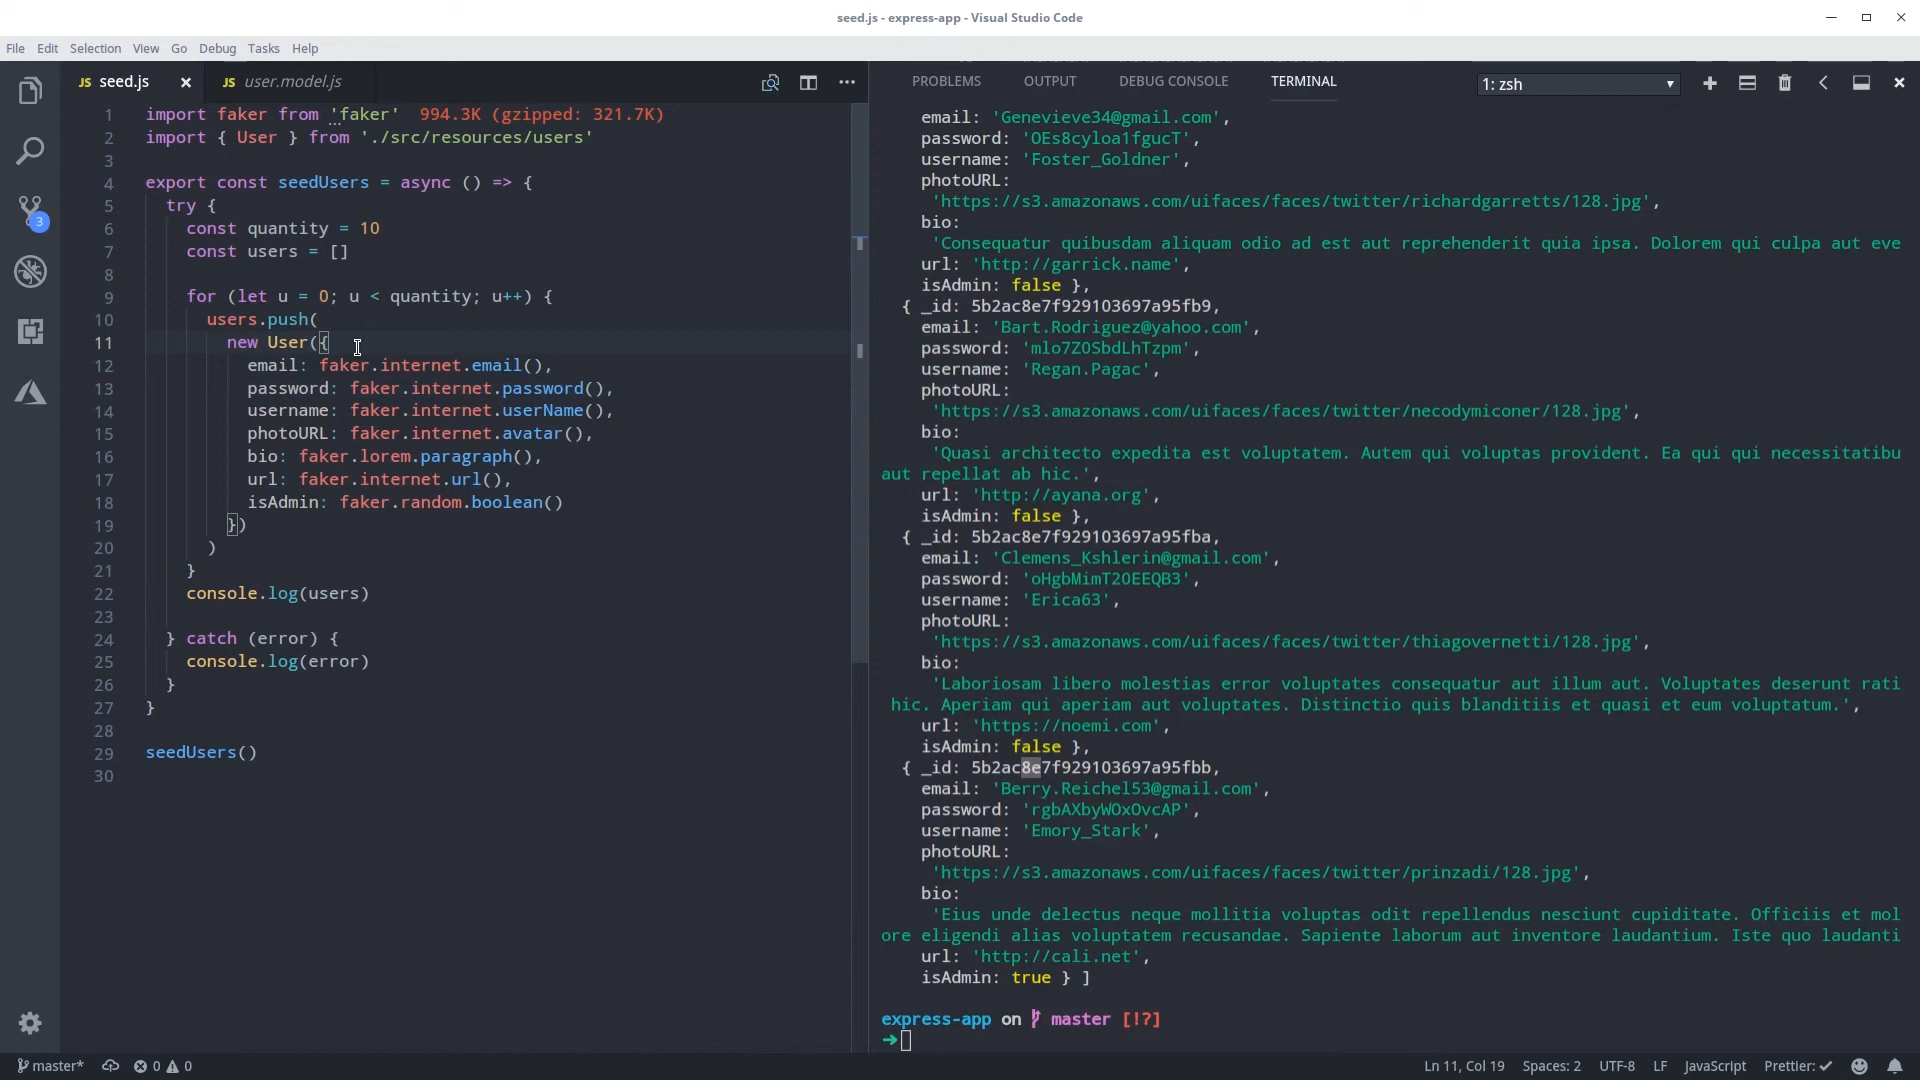 seed.js - express-app - Visual Studio Code
File Edit Selection View Go Debug Tasks Help
JS seed.js × JS user.model.js
1 import faker from 'faker' 994.3K (gzipped: 321.7K)
2 import { User } from './src/resources/users'
3
4 export const seedUsers = async () => {
5 try {
6 const quantity = 10
7 const users = []
8
9 for (let u = 0; u < quantity; u++) {
10 users.push(
11 new User({
12 email: faker.internet.email(),
13 password: faker.internet.password(),
14 username: faker.internet.userName(),
15 photoURL: faker.internet.avatar(),
16 bio: faker.lorem.paragraph(),
17 url: faker.internet.url(),
18 isAdmin: faker.random.boolean()
19 })
20 )
21 }
22 console.log(users)
23
24 } catch (error) {
25 console.log(error)
26 }
27 }
28
29 seedUsers()
30
3
PROBLEMS OUTPUT DEBUG CONSOLE TERMINAL 1: zsh
email: 'Genevieve34@gmail.com',
password: 'OEs8cyloa1fgucT',
username: 'Foster_Goldner',
photoURL:
'https://s3.amazonaws.com/uifaces/faces/twitter/richardgarretts/128.jpg',
bio:
'Consequatur quibusdam aliquam odio ad est aut reprehenderit quia ipsa. Dolorem qui culpa aut eve
url: 'http://garrick.name',
isAdmin: false },
{ _id: 5b2ac8e7f929103697a95fb9,
email: 'Bart.Rodriguez@yahoo.com',
password: 'mlo7Z0SbdLhTzpm',
username: 'Regan.Pagac',
photoURL:
'https://s3.amazonaws.com/uifaces/faces/twitter/necodymiconer/128.jpg',
bio:
'Quasi architecto expedita est voluptatem. Autem qui voluptas provident. Ea qui qui necessitatibu
aut repellat ab hic.',
url: 'http://ayana.org',
isAdmin: false },
{ _id: 5b2ac8e7f929103697a95fba,
email: 'Clemens_Kshlerin@gmail.com',
password: 'oHgbMimT20EEQB3',
username: 'Erica63',
photoURL:
'https://s3.amazonaws.com/uifaces/faces/twitter/thiagovernetti/128.jpg',
bio:
'Laboriosam libero molestias error voluptates consequatur aut illum aut. Voluptates deserunt rati
hic. Aperiam qui aperiam aut voluptates. Distinctio quis blanditiis et quasi et eum voluptatum.',
url: 'https://noemi.com',
isAdmin: false },
{ _id: 5b2ac8e7f929103697a95fbb,
email: 'Berry.Reichel53@gmail.com',
password: 'rgbAXbyWOxOvcAP',
username: 'Emory_Stark',
photoURL:
'https://s3.amazonaws.com/uifaces/faces/twitter/prinzadi/128.jpg',
bio:
'Eius unde delectus neque mollitia voluptas odit repellendus nesciunt cupiditate. Officiis et mol
ore eligendi alias voluptatem recusandae. Sapiente laborum aut inventore laudantium. Iste quo laudanti
url: 'http://cali.net',
isAdmin: true } ]
express-app on master [!?]
➜
master* 0 0 Ln 11, Col 19 Spaces: 2 UTF-8 LF JavaScript Prettier: ✓